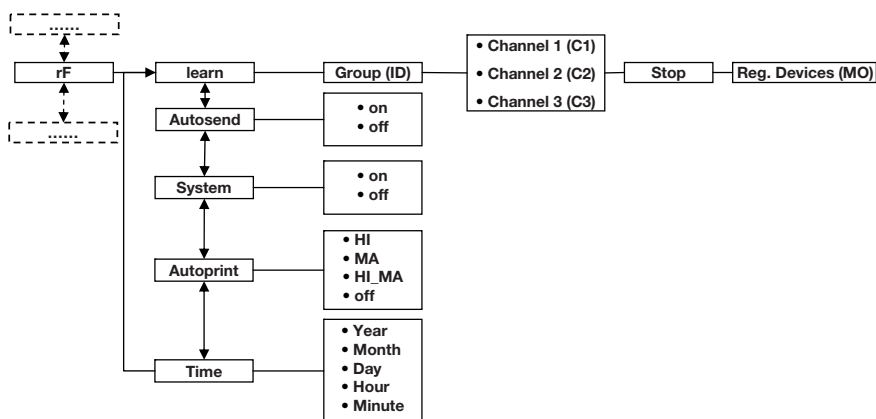 ......
rF
......
learn
Group (ID)
• Channel 1 (C1)
• Channel 2 (C2)
• Channel 3 (C3)
Stop
Reg. Devices (MO)
Autosend
• on
• off
System
• on
• off
Autoprint
• HI
• MA
• HI_MA
• off
Time
• Year
• Month
• Day
• Hour
• Minute